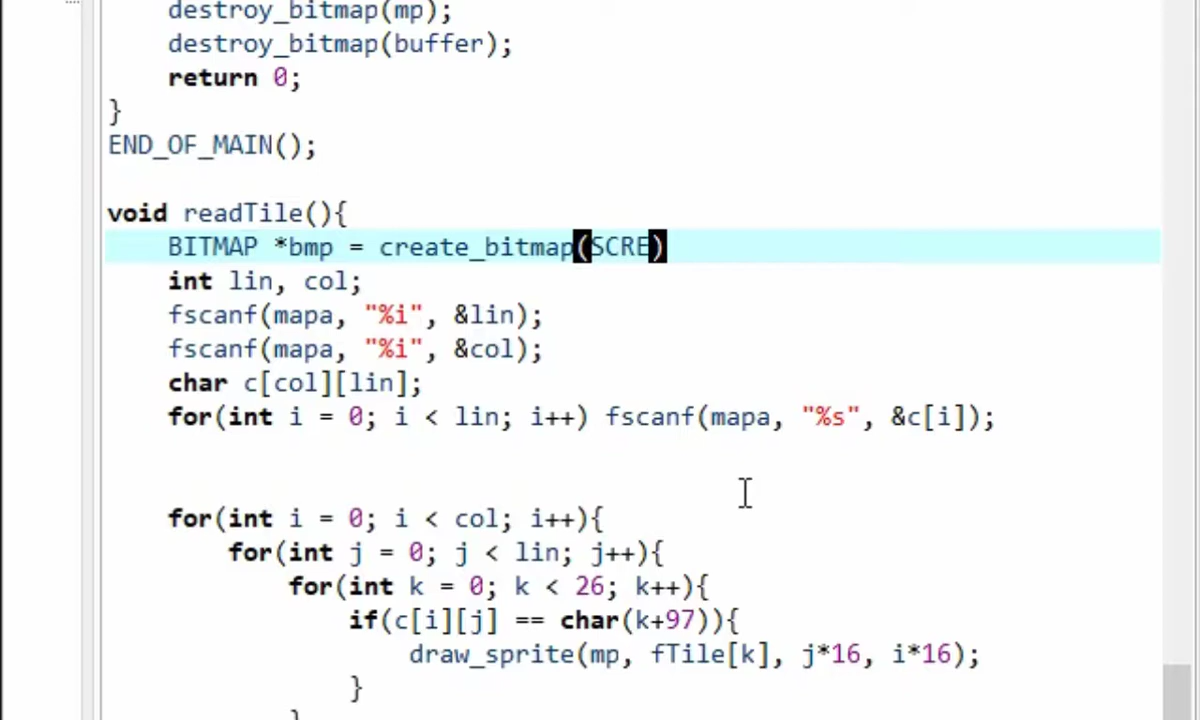 destroy_bitmap(mp);
destroy_bitmap(buffer);
return 0;
}
END_OF_MAIN();
void readTile(){
BITMAP *bmp = create_bitmap(SCRE)
int lin, col;
fscanf(mapa, "%i", &lin);
fscanf(mapa, "%i", &col);
char c[col][lin];
for(int i = 0; i < lin; i++) fscanf(mapa, "%s", &c[i]);
for(int i = 0; i < col; i++){
for(int j = 0; j < lin; j++){
for(int k = 0; k < 26; k++){
if(c[i][j] == char(k+97)){
draw_sprite(mp, fTile[k], j*16, i*16);
}
}